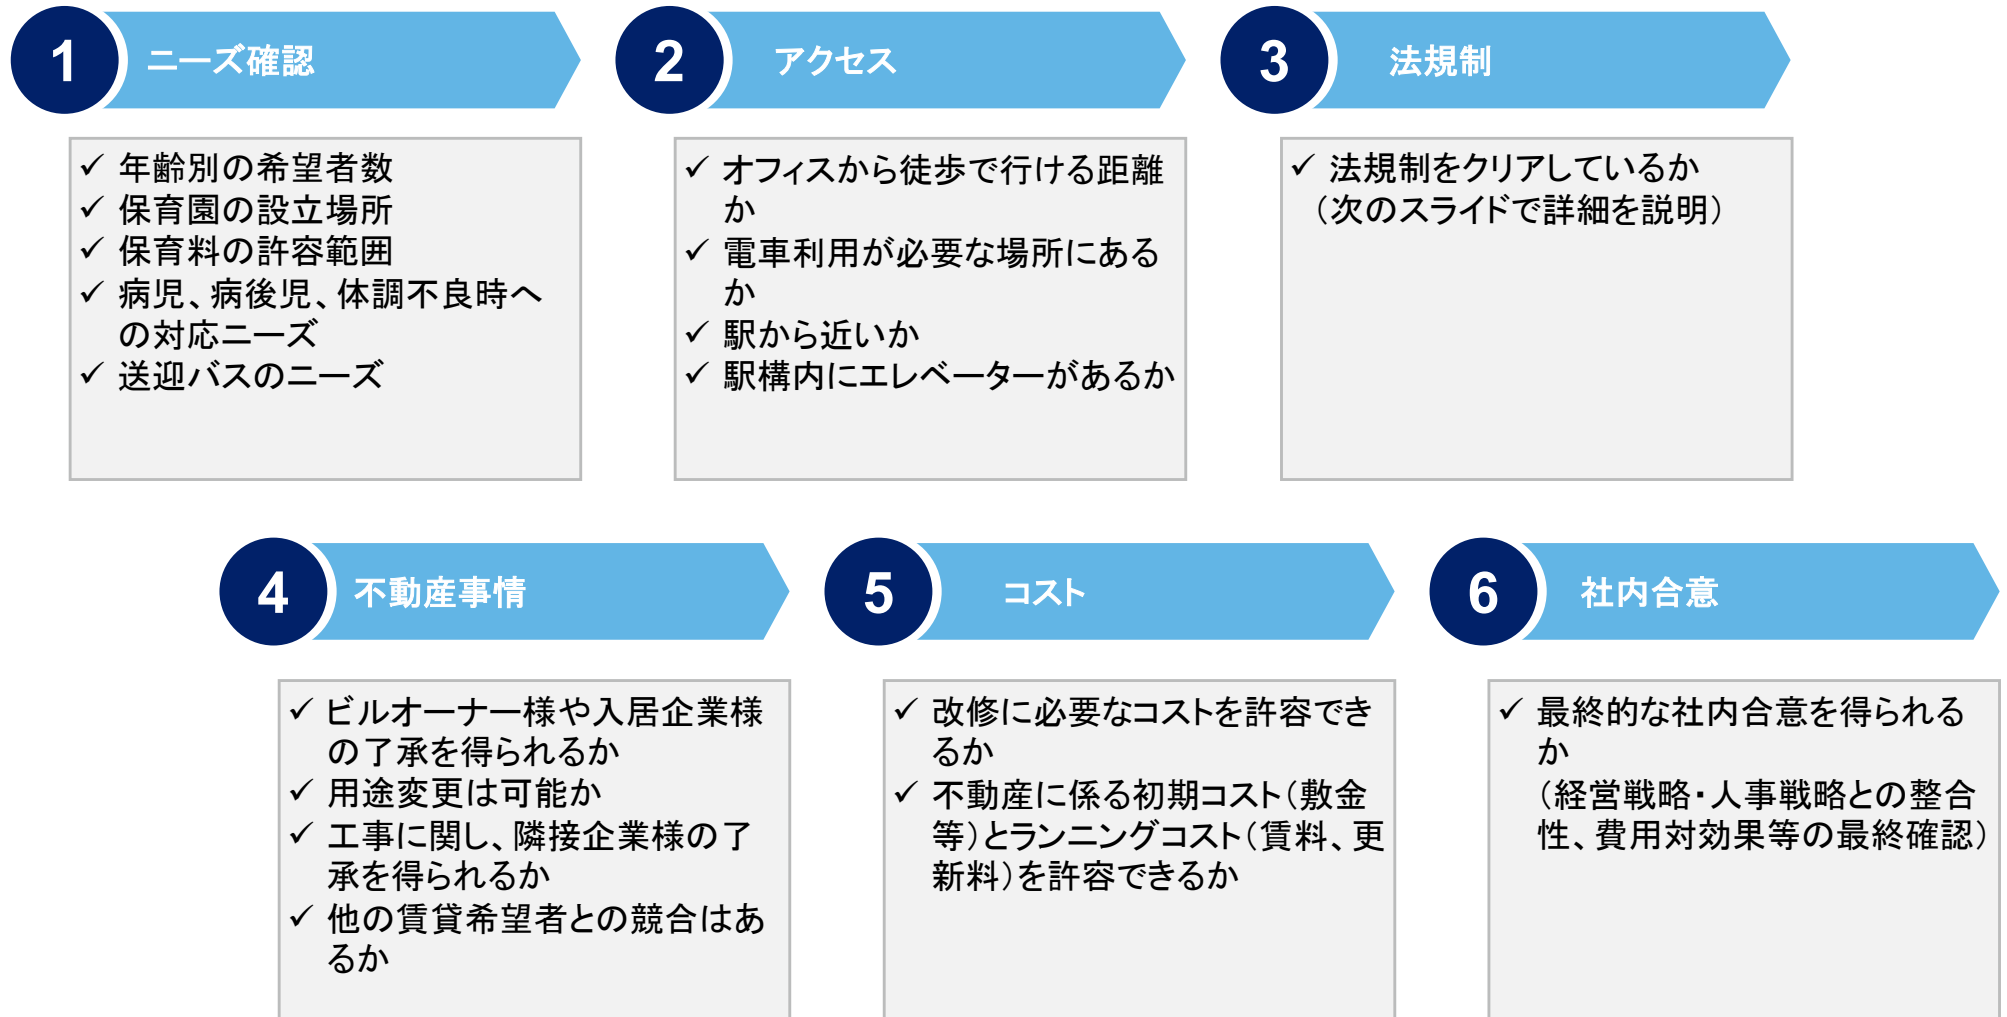 1 ニーズ確認
✓ 年齢別の希望者数
✓ 保育園の設立場所
✓ 保育料の許容範囲
✓ 病児、病後児、体調不良時へ
の対応ニーズ
✓ 送迎バスのニーズ
2 アクセス
✓ オフィスから徒歩で行ける距離
か
✓ 電車利用が必要な場所にある
か
✓ 駅から近いか
✓ 駅構内にエレベーターがあるか
3 法規制
✓ 法規制をクリアしているか
（次のスライドで詳細を説明）
4 不動産事情
✓ ビルオーナー様や入居企業様
の了承を得られるか
✓ 用途変更は可能か
✓ 工事に関し、隣接企業様の了
承を得られるか
✓ 他の賃貸希望者との競合はあ
るか
5 コスト
✓ 改修に必要なコストを許容でき
るか
✓ 不動産に係る初期コスト（敷金
等）とランニングコスト（賃料、更
新料）を許容できるか
6 社内合意
✓ 最終的な社内合意を得られる
か
（経営戦略・人事戦略との整合
性、費用対効果等の最終確認）